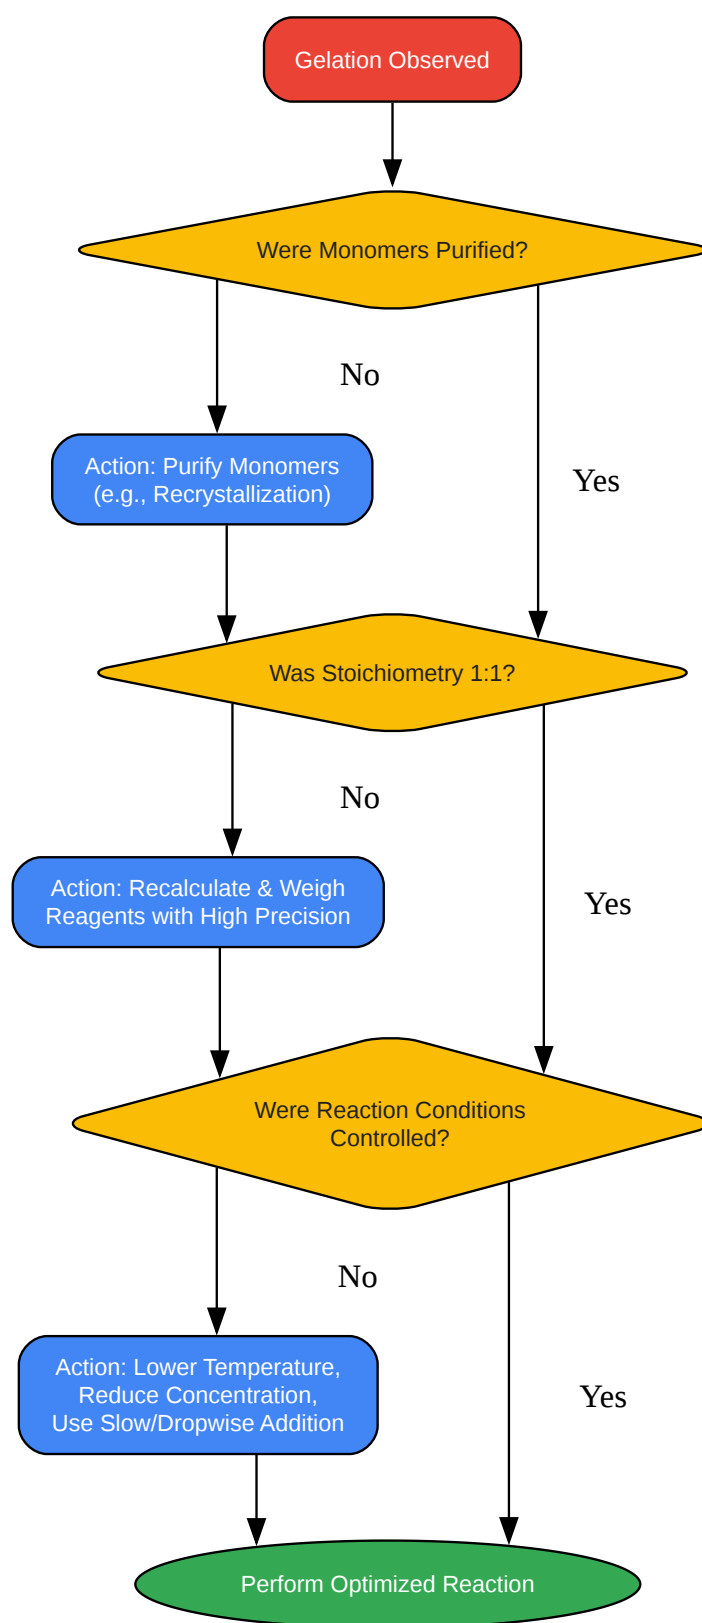 Gelation Observed
Were Monomers Purified?
No
Action: Purify Monomers
(e.g., Recrystallization)
Yes
Was Stoichiometry 1:1?
No
Action: Recalculate & Weigh
Reagents with High Precision
Yes
Were Reaction Conditions
Controlled?
No
Action: Lower Temperature,
Reduce Concentration,
Use Slow/Dropwise Addition
Yes
Perform Optimized Reaction